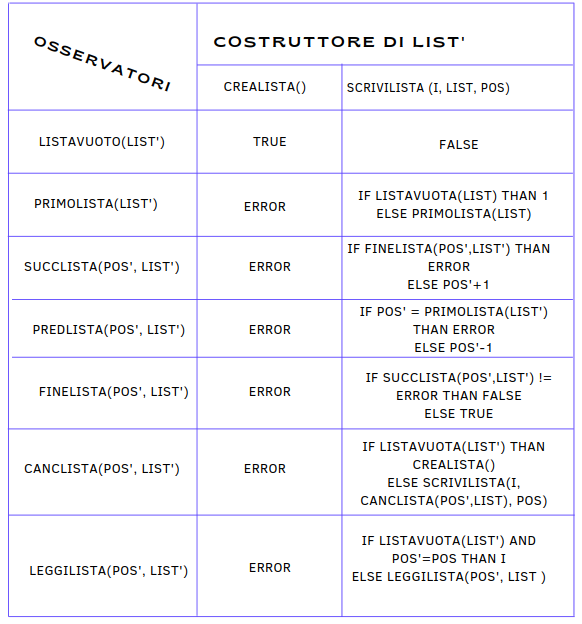 OSSERVATORI
COSTRUTTORE DI LIST'
CREALISTA()
SCRIVILISTA (I, LIST, POS)
LISTAVUOTO(LIST')
TRUE
FALSE
PRIMOLISTA(LIST')
ERROR
IF LISTAVUOTA(LIST) THAN 1
ELSE PRIMOLISTA(LIST)
SUCCLISTA(POS', LIST')
ERROR
IF FINELISTA(POS',LIST') THAN
ERROR
ELSE POS'+1
PREDLISTA(POS', LIST')
ERROR
IF POS' = PRIMOLISTA(LIST')
THAN ERROR
ELSE POS'-1
FINELISTA(POS', LIST')
ERROR
IF SUCCLISTA(POS',LIST') !=
ERROR THAN FALSE
ELSE TRUE
CANCLISTA(POS', LIST')
ERROR
IF LISTAVUOTA(LIST') THAN
CREALISTA()
ELSE SCRIVILISTA(I,
CANCLISTA(POS',LIST), POS)
LEGGILISTA(POS', LIST')
ERROR
IF LISTAVUOTA(LIST') AND
POS'=POS THAN I
ELSE LEGGILISTA(POS', LIST )